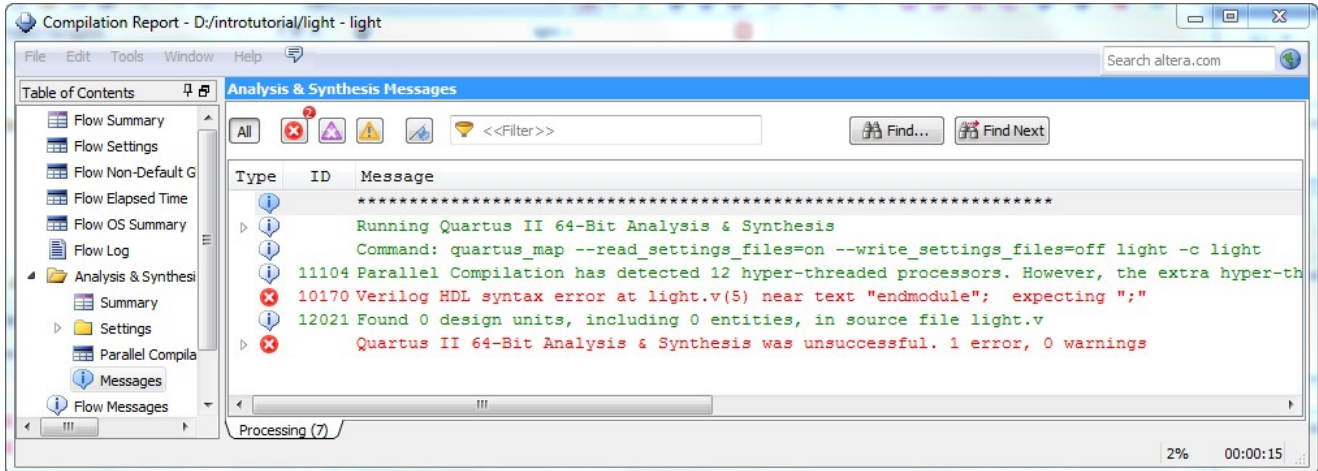 Compilation Report - D:/introtutorial/light - light
File Edit Tools Window Help
Search altera.com
Table of Contents
Flow Summary
Flow Settings
Flow Non-Default G
Flow Elapsed Time
Flow OS Summary
Flow Log
Analysis & Synthesi
Summary
Settings
Parallel Compila
Messages
Flow Messages
Analysis & Synthesis Messages
All 2 <<Filter>> Find... Find Next
Type ID Message
********************************************************************
Running Quartus II 64-Bit Analysis & Synthesis
Command: quartus_map --read_settings_files=on --write_settings_files=off light -c light
11104 Parallel Compilation has detected 12 hyper-threaded processors. However, the extra hyper-th
10170 Verilog HDL syntax error at light.v(5) near text "endmodule"; expecting ";"
12021 Found 0 design units, including 0 entities, in source file light.v
Quartus II 64-Bit Analysis & Synthesis was unsuccessful. 1 error, 0 warnings
Processing (7)
2% 00:00:15